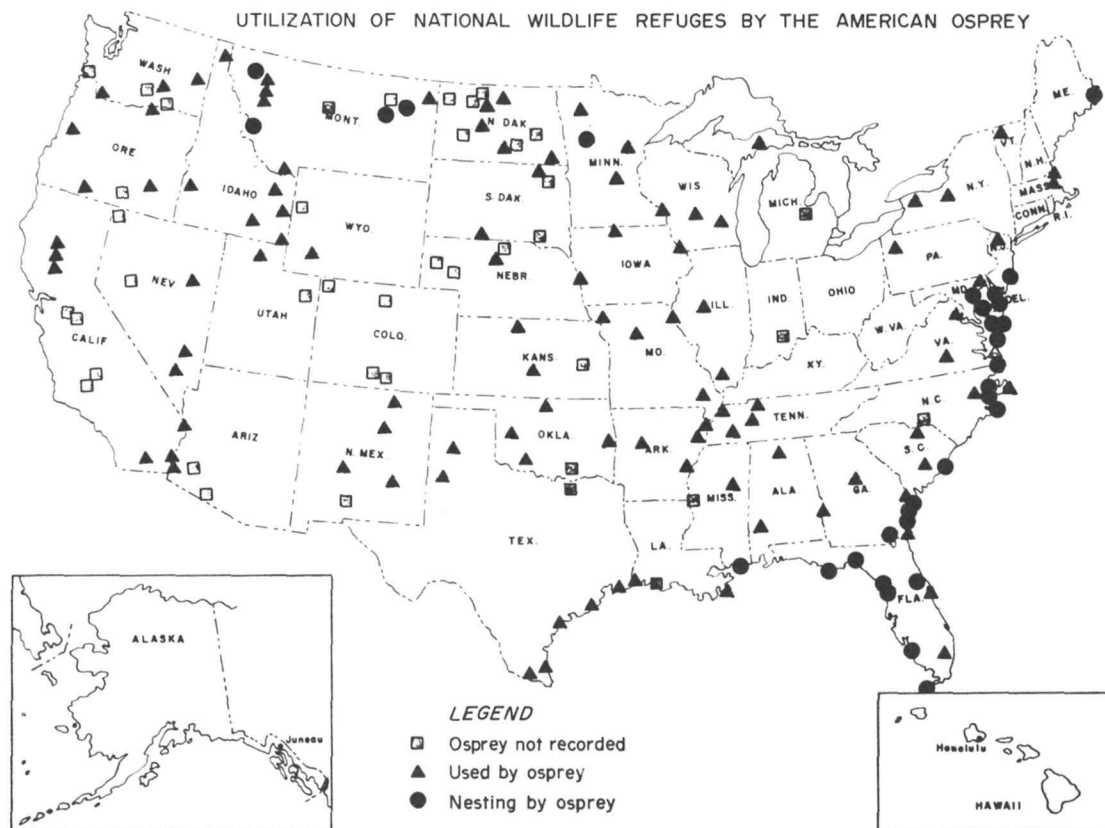 UTILIZATION OF NATIONAL WILDLIFE REFUGES BY THE AMERICAN OSPREY
WASH
MONT.
N. DAK.
MINN.
ME.
VT.
N.H.
ORE
IDAHO
S. DAK.
WIS
MICH.
N.Y.
MASS
CONN.
R.I.
WYO
NEBR
IOWA
PA.
N.J.
NEV
UTAH
COLO.
ILL.
IND.
OHIO
MD.
DEL.
W. VA.
VA.
CALIF
KANS.
MO.
KY.
ARIZ
N. MEX.
OKLA.
ARK.
TENN.
N.C.
S.C.
TEX.
LA.
MISS.
ALA
GA.
FLA.
ALASKA
Juneau
LEGEND
Osprey not recorded
Used by osprey
Nesting by osprey
Honolulu
HAWAII